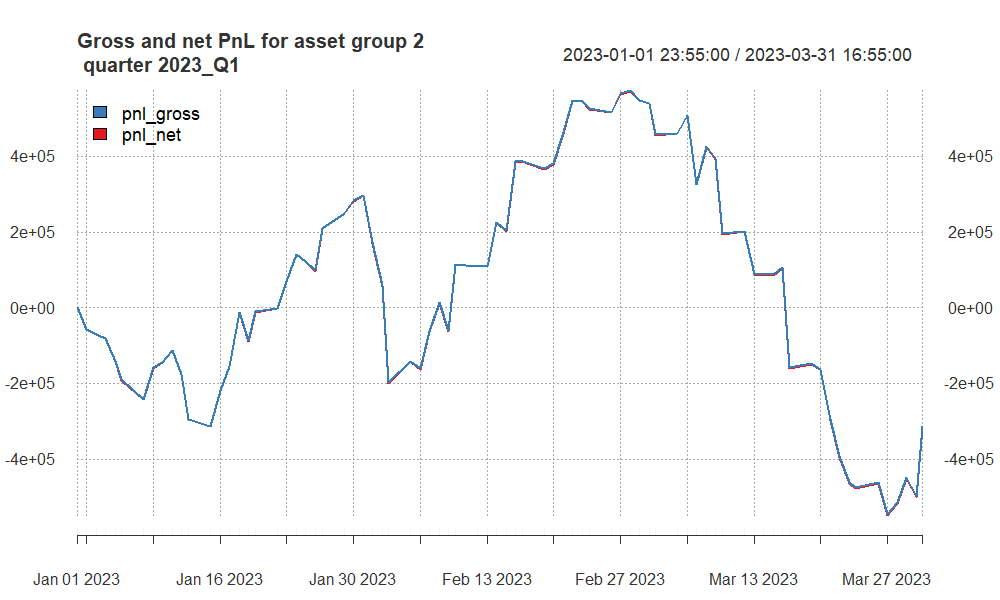 Gross and net PnL for asset group 2
quarter 2023_Q1
2023-01-01 23:55:00 / 2023-03-31 16:55:00
pnl_gross
pnl_net
4e+05 4e+05
2e+05 2e+05
0e+00 0e+00
-2e+05 -2e+05
-4e+05 -4e+05
Jan 01 2023 Jan 16 2023 Jan 30 2023 Feb 13 2023 Feb 27 2023 Mar 13 2023 Mar 27 2023